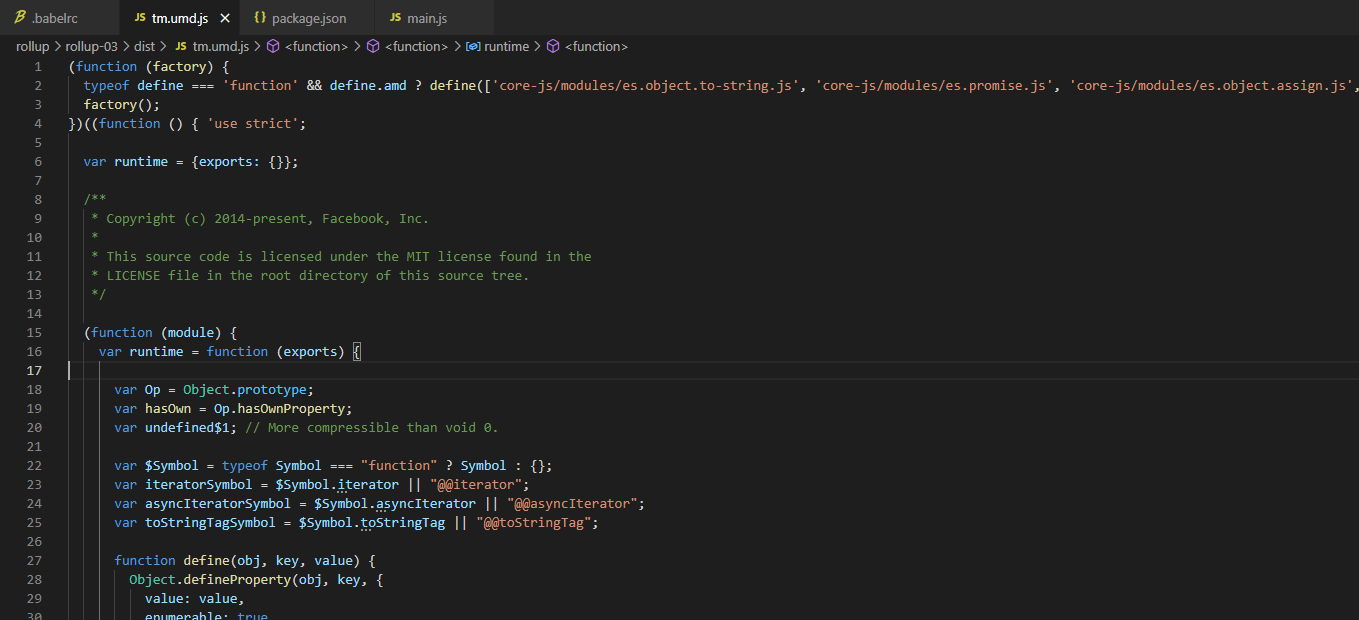 .babelrc
JS tm.umd.js ×
{} package.json
JS main.js
rollup > rollup-03 > dist > JS tm.umd.js > <function> > <function> > runtime > <function>
1 (function (factory) {
2 typeof define === 'function' && define.amd ? define(['core-js/modules/es.object.to-string.js', 'core-js/modules/es.promise.js', 'core-js/modules/es.object.assign.js',
3 factory();
4 })((function () { 'use strict';
5
6 var runtime = {exports: {}};
7
8 /**
9 * Copyright (c) 2014-present, Facebook, Inc.
10 *
11 * This source code is licensed under the MIT license found in the
12 * LICENSE file in the root directory of this source tree.
13 */
14
15 (function (module) {
16 var runtime = function (exports) {
17
18 var Op = Object.prototype;
19 var hasOwn = Op.hasOwnProperty;
20 var undefined$1; // More compressible than void 0.
21
22 var $Symbol = typeof Symbol === "function" ? Symbol : {};
23 var iteratorSymbol = $Symbol.iterator || "@@iterator";
24 var asyncIteratorSymbol = $Symbol.asyncIterator || "@@asyncIterator";
25 var toStringTagSymbol = $Symbol.toStringTag || "@@toStringTag";
26
27 function define(obj, key, value) {
28 Object.defineProperty(obj, key, {
29 value: value,
30 enumerable: true